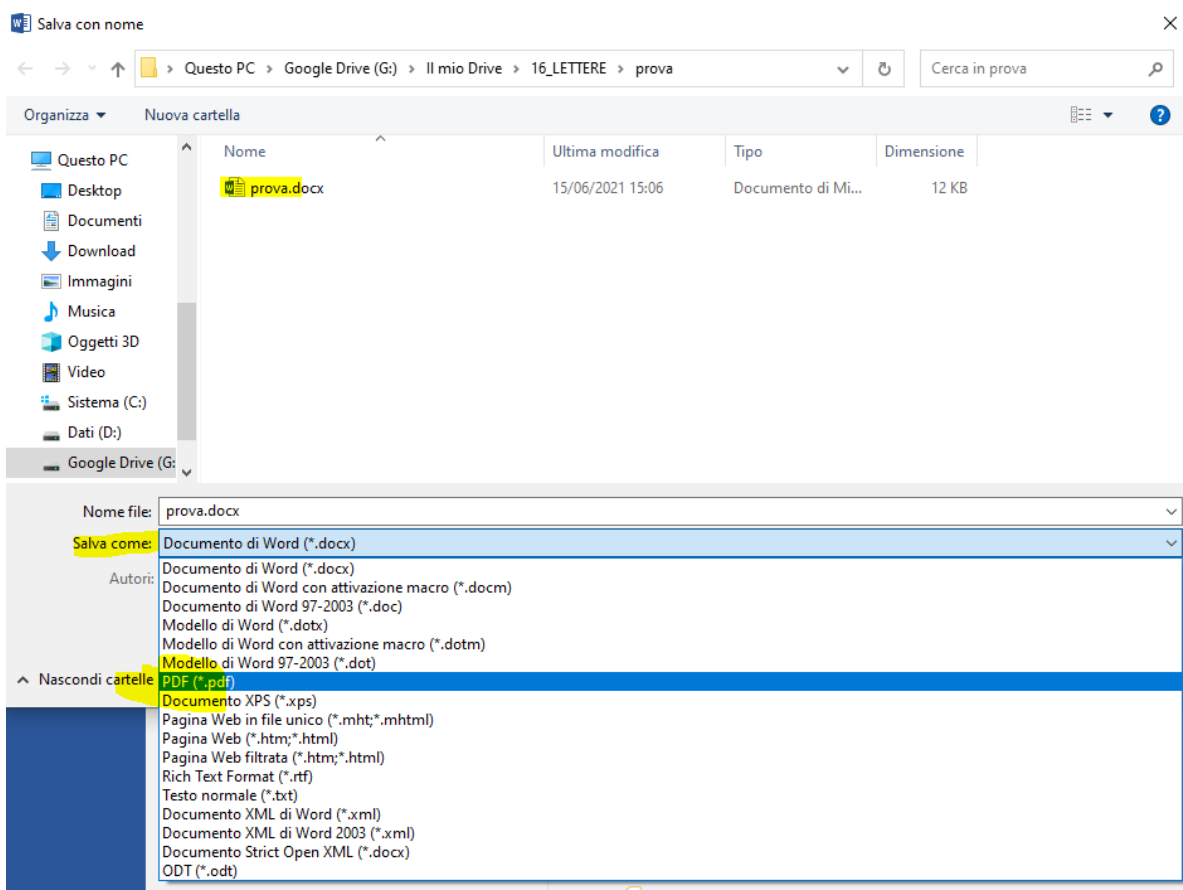 Salva con nome
Questo PC > Google Drive (G:) > Il mio Drive > 16_LETTERE > prova
Cerca in prova
Organizza
Nuova cartella
?
Nome
Ultima modifica
Tipo
Dimensione
Questo PC
Desktop
Documenti
Download
Immagini
Musica
Oggetti 3D
Video
Sistema (C:)
Dati (D:)
Google Drive (G:
prova.docx
15/06/2021 15:06
Documento di Mi...
12 KB
Nome file: prova.docx
Salva come: Documento di Word (*.docx)
Autori:
Nascondi cartelle
Documento di Word (*.docx)
Documento di Word con attivazione macro (*.docm)
Documento di Word 97-2003 (*.doc)
Modello di Word (*.dotx)
Modello di Word con attivazione macro (*.dotm)
Modello di Word 97-2003 (*.dot)
PDF (*.pdf)
Documento XPS (*.xps)
Pagina Web in file unico (*.mht;*.mhtml)
Pagina Web (*.htm;*.html)
Pagina Web filtrata (*.htm;*.html)
Rich Text Format (*.rtf)
Testo normale (*.txt)
Documento XML di Word (*.xml)
Documento XML di Word 2003 (*.xml)
Documento Strict Open XML (*.docx)
ODT (*.odt)